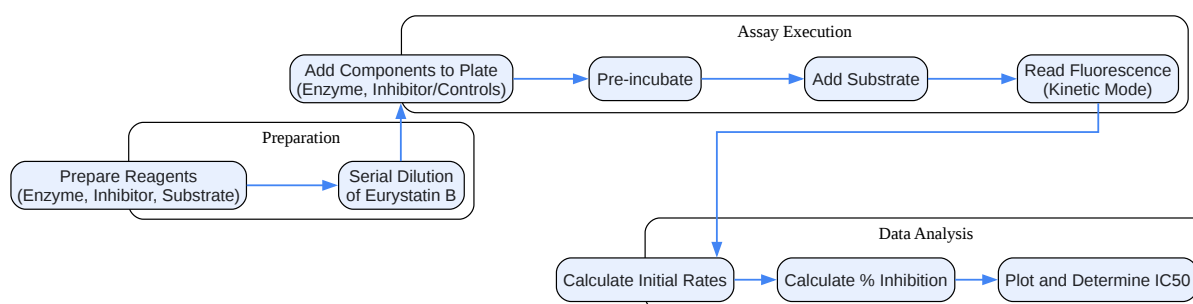 Assay Execution
Add Components to Plate
(Enzyme, Inhibitor/Controls)
Pre-incubate
Add Substrate
Read Fluorescence
(Kinetic Mode)
Preparation
Prepare Reagents
(Enzyme, Inhibitor, Substrate)
Serial Dilution
of Eurystatin B
Data Analysis
Calculate Initial Rates
Calculate % Inhibition
Plot and Determine IC50